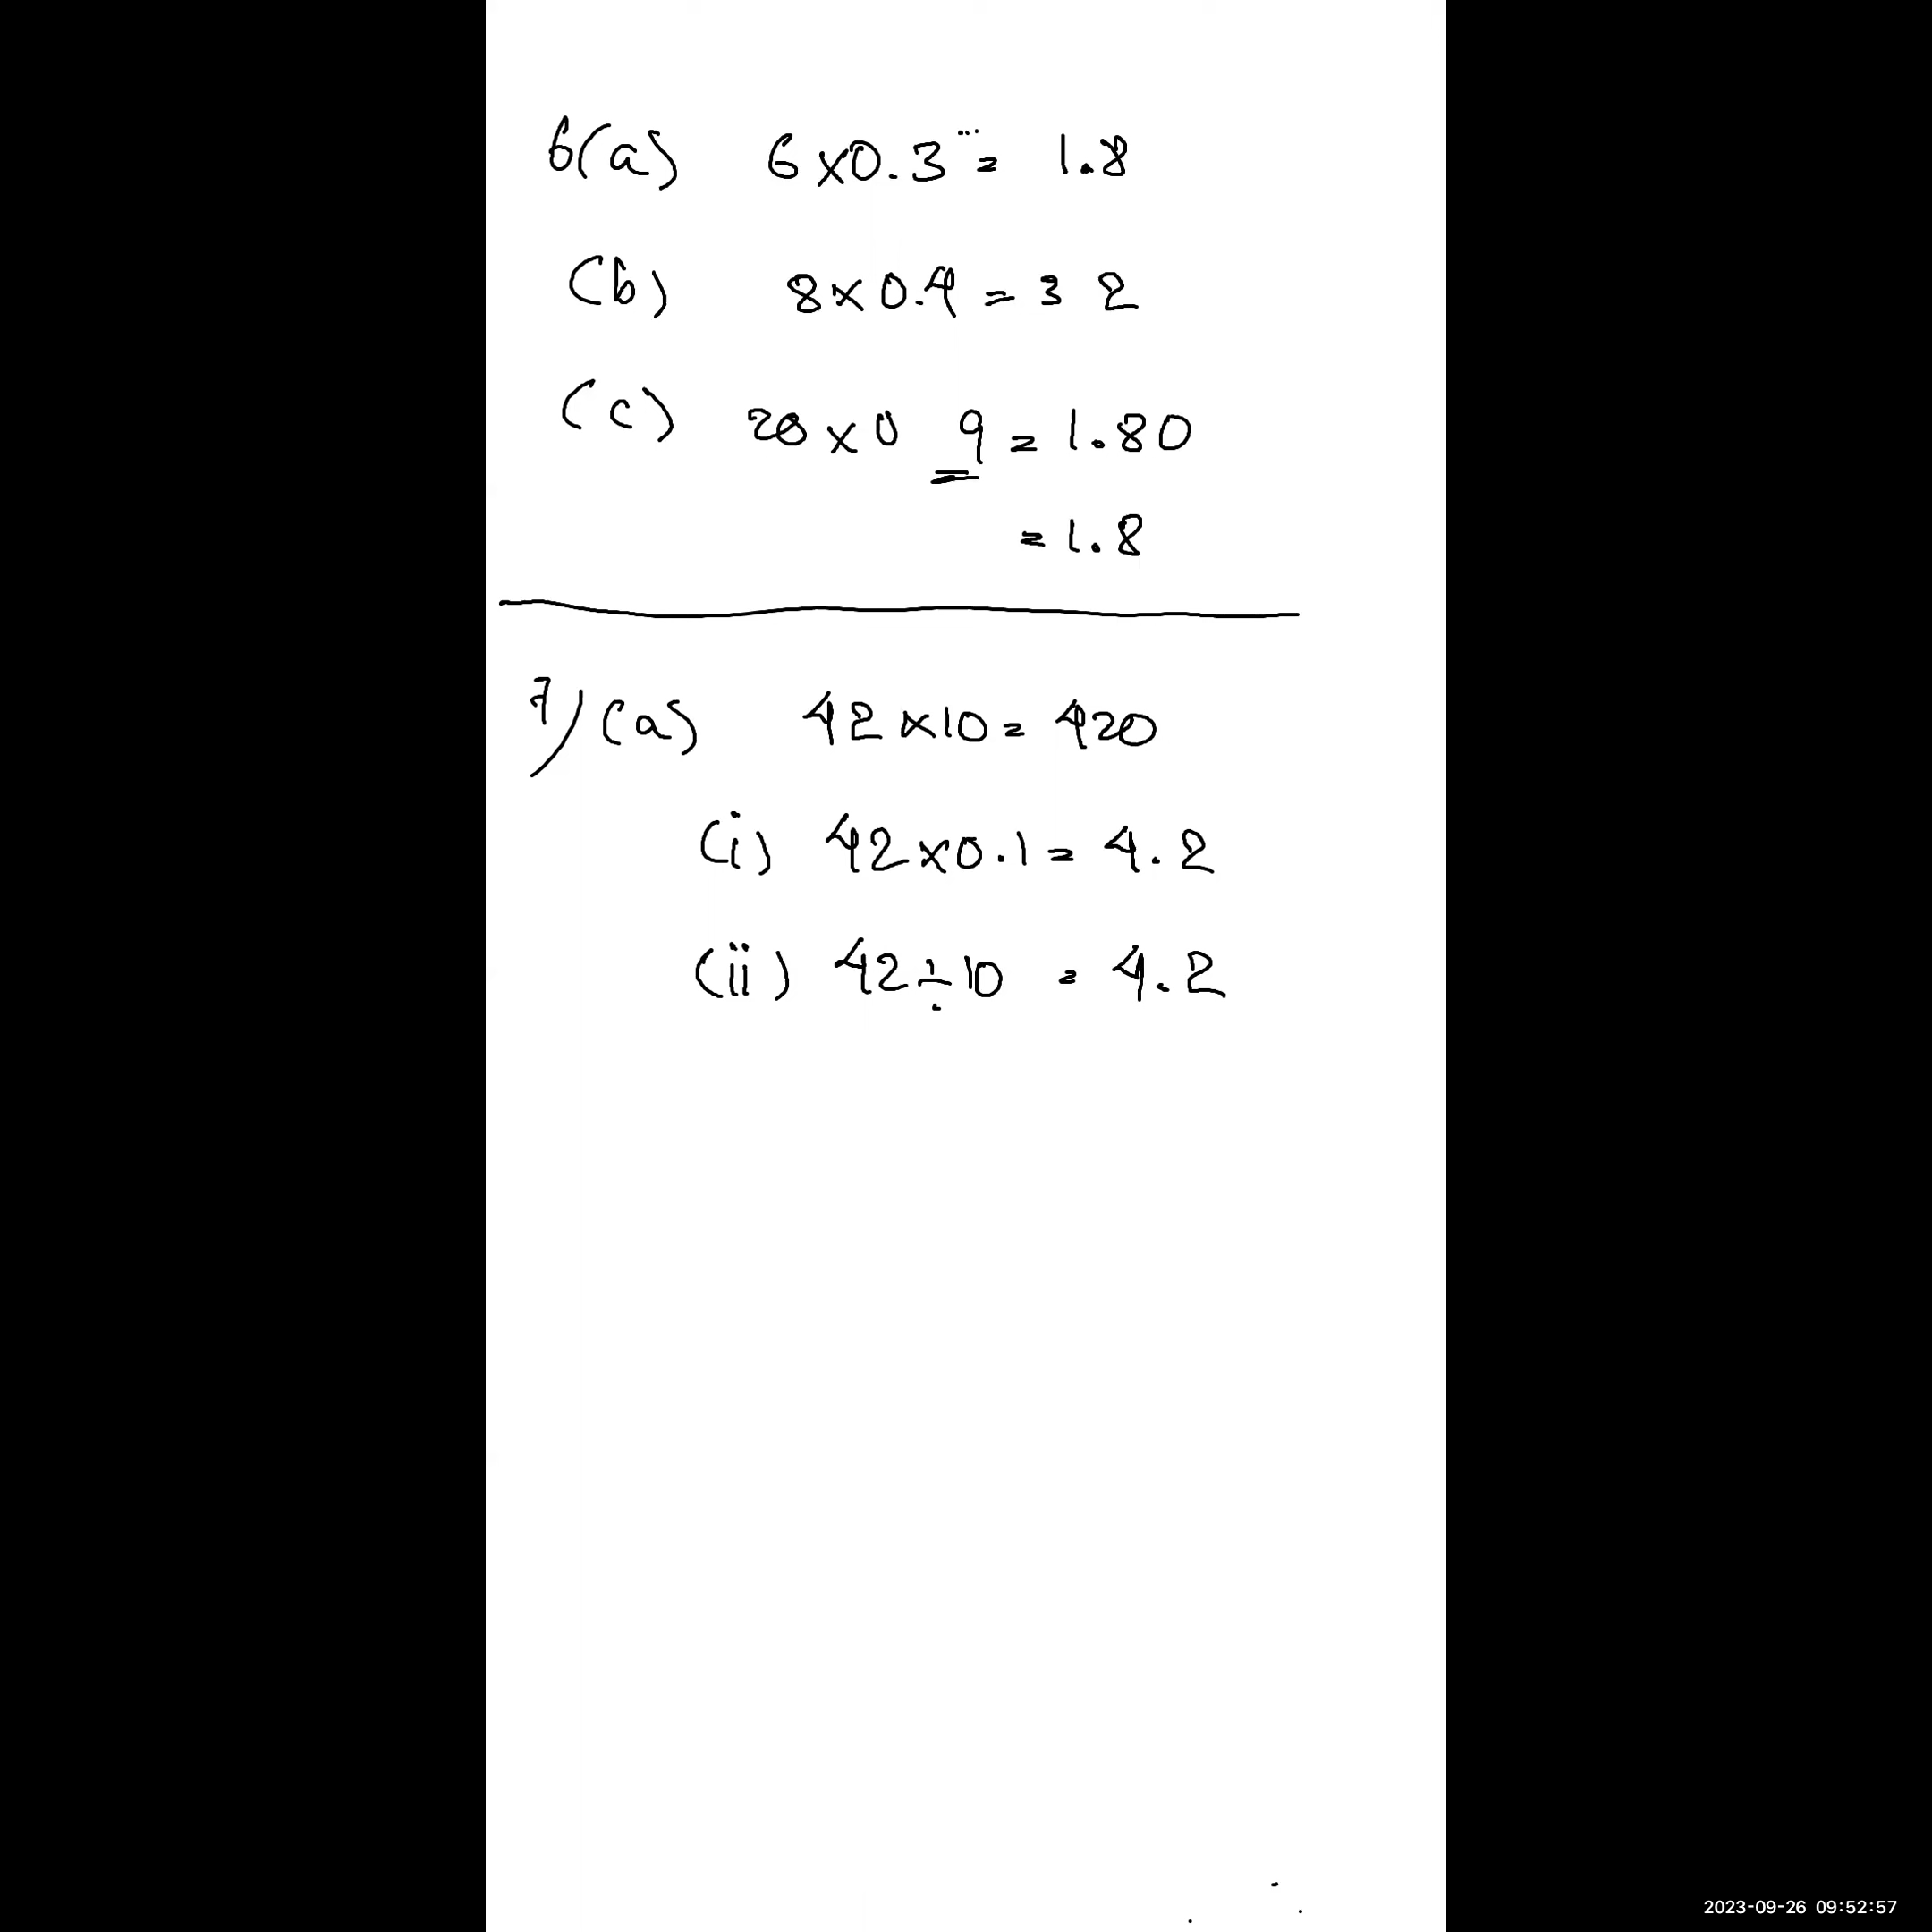 6(a) 6×0.3 = 1.8
(b) 8×0.4 = 3 2
(c) 20×0 9 = 1.80
= 1.8
7/(a) 42×10 = 420
(i) 42×0.1 = 4.2
(ii) 42÷10 = 4.2
2023-09-26 09:52:57